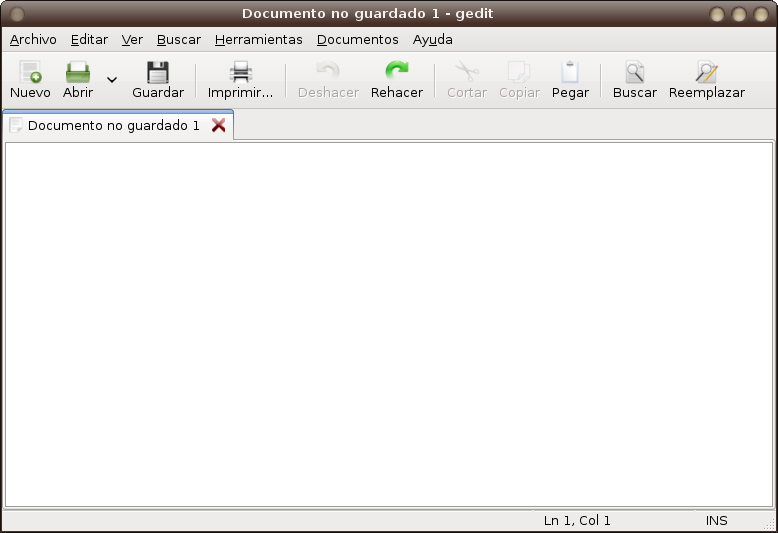 Documento no guardado 1 - gedit
Archivo Editar Ver Buscar Herramientas Documentos Ayuda
Nuevo Abrir Guardar Imprimir... Deshacer Rehacer Cortar Copiar Pegar Buscar Reemplazar
Documento no guardado 1
Ln 1, Col 1 INS